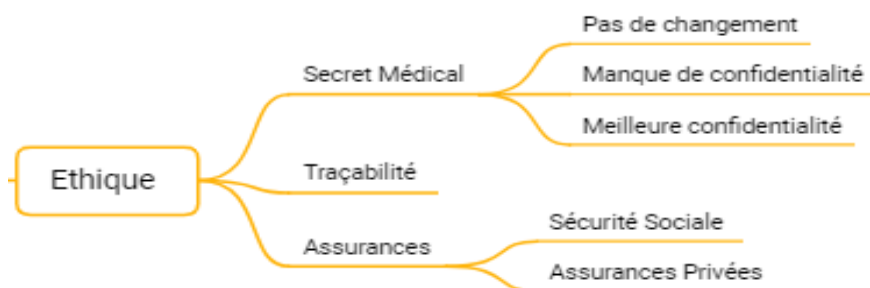 Ethique
Secret Médical
Pas de changement
Manque de confidentialité
Meilleure confidentialité
Traçabilité
Assurances
Sécurité Sociale
Assurances Privées